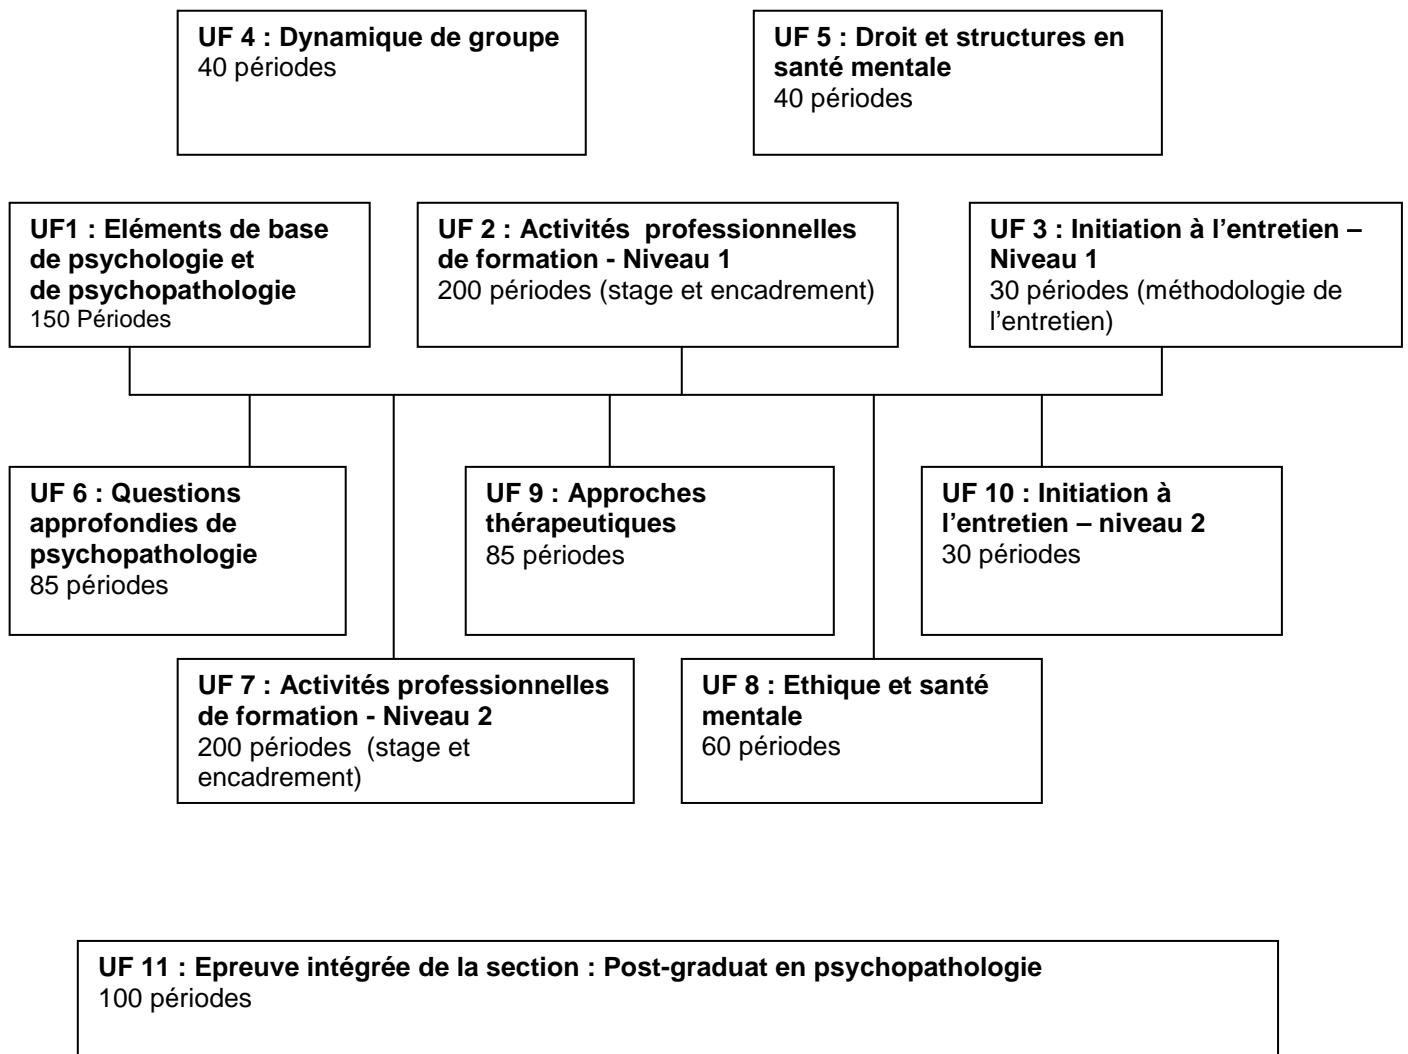 UF 4 : Dynamique de groupe
40 périodes
UF 5 : Droit et structures en
santé mentale
40 périodes
UF1 : Eléments de base
de psychologie et
de psychopathologie
150 Périodes
UF 2 : Activités  professionnelles
de formation - Niveau 1
200 périodes (stage et encadrement)
UF 3 : Initiation à l’entretien –
Niveau 1
30 périodes (méthodologie de
l’entretien)
UF 6 : Questions
approfondies de
psychopathologie
85 périodes
UF 9 : Approches
thérapeutiques
85 périodes
UF 10 : Initiation à
l’entretien – niveau 2
30 périodes
UF 7 : Activités professionnelles
de formation - Niveau 2
200 périodes  (stage et
encadrement)
UF 8 : Ethique et santé
mentale
60 périodes
UF 11 : Epreuve intégrée de la section : Post-graduat en psychopathologie
100 périodes